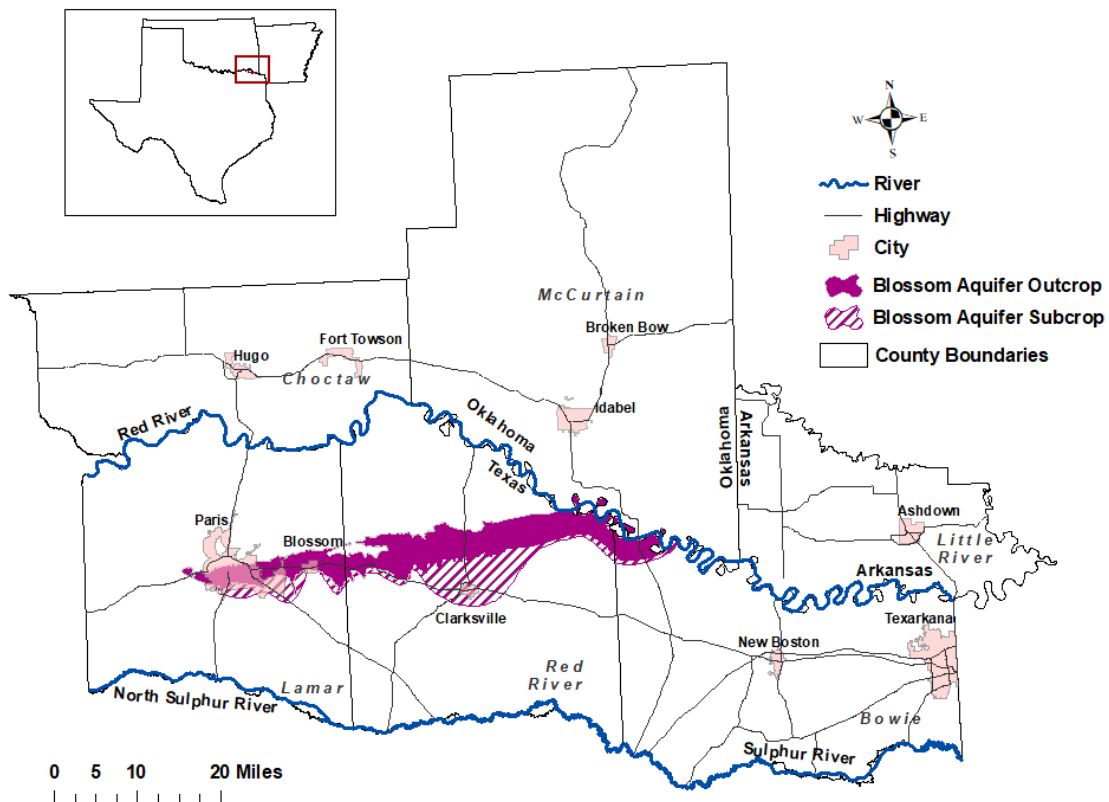 N
W E
S
River
Highway
City
Blossom Aquifer Outcrop
Blossom Aquifer Subcrop
County Boundaries
McCurtain
Broken Bow
Fort Towson
Hugo
Choctaw
Idabel
Red River
Oklahoma
Texas
Oklahoma
Arkansas
Ashdown
Little
River
Paris
Blossom
Arkansas
Clarksville
Texarkana
New Boston
Red
River
Lamar
North Sulphur River
Bowie
Sulphur River
0 5 10 20 Miles